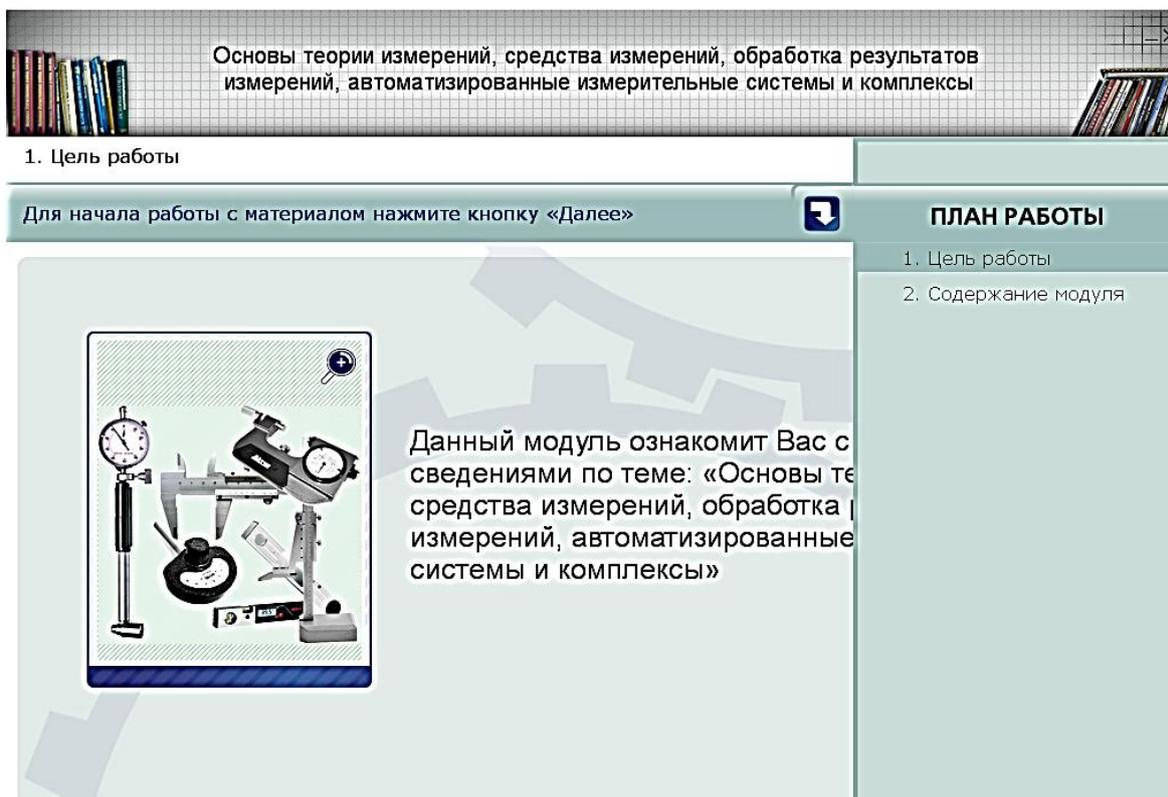 Основы теории измерений, средства измерений, обработка результатов
измерений, автоматизированные измерительные системы и комплексы
1. Цель работы
Для начала работы с материалом нажмите кнопку «Далее»
ПЛАН РАБОТЫ
1. Цель работы
2. Содержание модуля
Данный модуль ознакомит Вас с
сведениями по теме: «Основы те
средства измерений, обработка
измерений, автоматизированные
системы и комплексы»